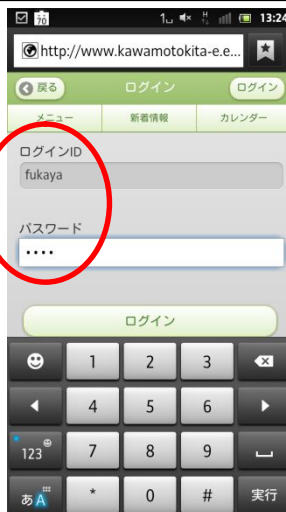 70
13:24
http://www.kawamotokita-e.e...
戻る ログイン ログイン
メニュー 新着情報 カレンダー
ログインID
fukaya
パスワード
••••
ログイン
1 2 3
4 5 6
123 7 8 9
あA * 0 # 実行